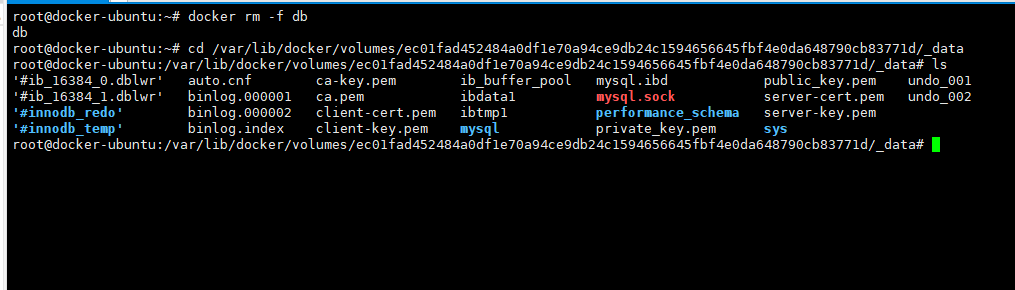 root@docker-ubuntu:~# docker rm -f db
db
root@docker-ubuntu:~# cd /var/lib/docker/volumes/ec01fad452484a0df1e70a94ce9db24c1594656645fbf4e0da648790cb83771d/_data
root@docker-ubuntu:/var/lib/docker/volumes/ec01fad452484a0df1e70a94ce9db24c1594656645fbf4e0da648790cb83771d/_data# ls
'#ib_16384_0.dblwr' auto.cnf ca-key.pem ib_buffer_pool mysql.ibd public_key.pem undo_001
'#ib_16384_1.dblwr' binlog.000001 ca.pem ibdata1 mysql.sock server-cert.pem undo_002
'#innodb_redo' binlog.000002 client-cert.pem ibtmp1 performance_schema server-key.pem
'#innodb_temp' binlog.index client-key.pem mysql private_key.pem sys
root@docker-ubuntu:/var/lib/docker/volumes/ec01fad452484a0df1e70a94ce9db24c1594656645fbf4e0da648790cb83771d/_data#